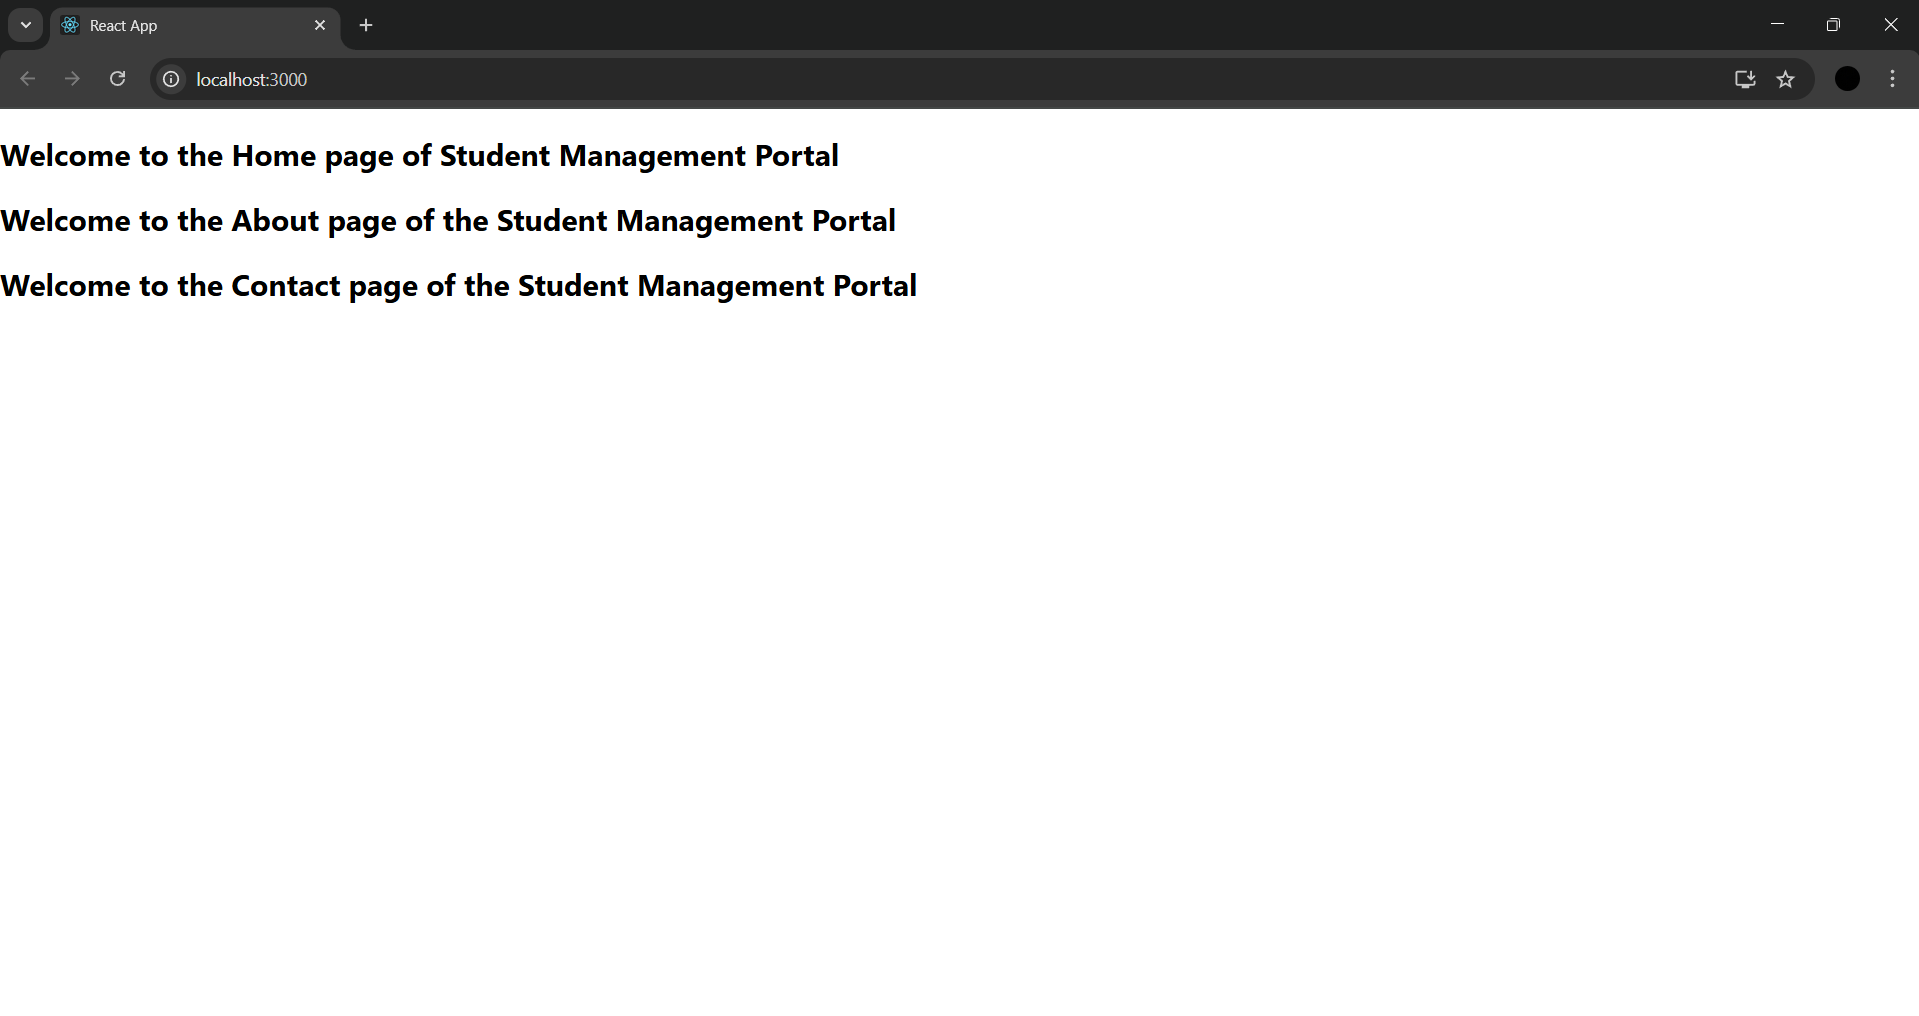 React App
localhost:3000
Welcome to the Home page of Student Management Portal
Welcome to the About page of the Student Management Portal
Welcome to the Contact page of the Student Management Portal